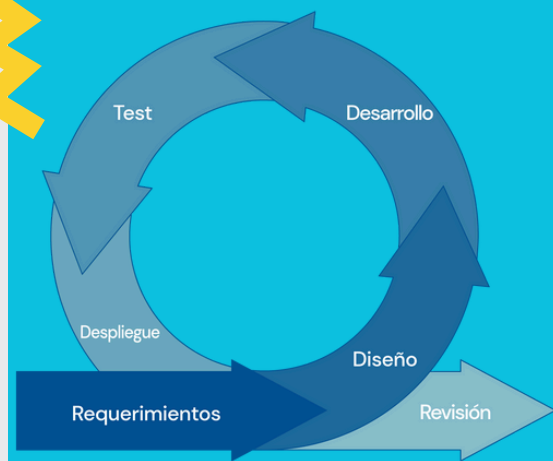 Test
Desarrollo
Despliegue
Diseño
Requerimientos
Revisión